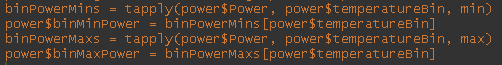 binPowerMins = tapply(power$Power, power$temperatureBin, min)
power$binMinPower = binPowerMins[power$temperatureBin]
binPowerMaxs = tapply(power$Power, power$temperatureBin, max)
power$binMaxPower = binPowerMaxs[power$temperatureBin]